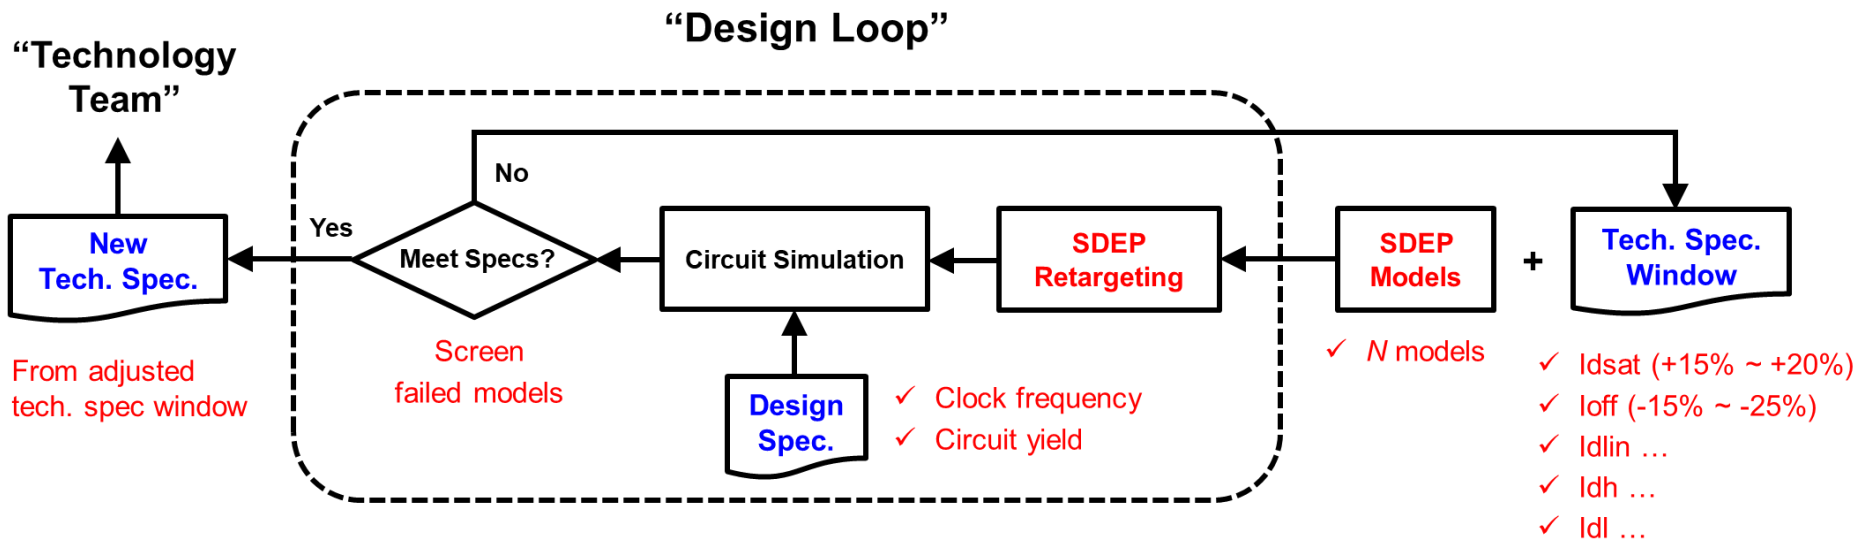 “Design Loop”
“Technology
Team”
No
Yes
New
Tech. Spec.
Meet Specs?
Circuit Simulation
SDEP
Retargeting
SDEP
Models
+
Tech. Spec.
Window
From adjusted
tech. spec window
Screen
failed models
Design
Spec.
✓ Clock frequency
✓ Circuit yield
✓ N models
✓ Idsat (+15% ~ +20%)
✓ Ioff (-15% ~ -25%)
✓ Idlin …
✓ Idh …
✓ Idl …